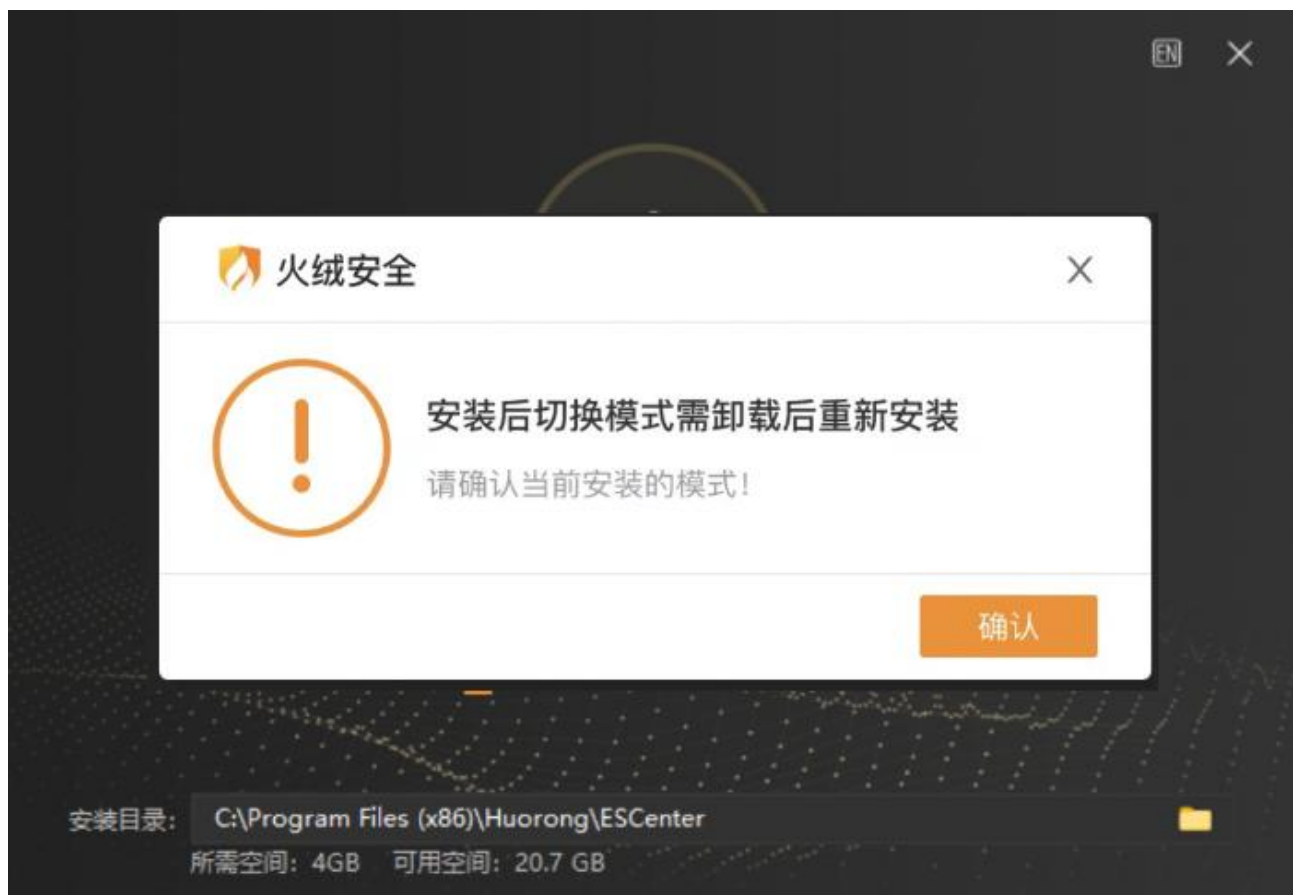 EN
火绒安全
安装后切换模式需卸载后重新安装
请确认当前安装的模式！
确认
安装目录： C:\Program Files (x86)\Huorong\ESCenter
所需空间：4GB 可用空间：20.7 GB